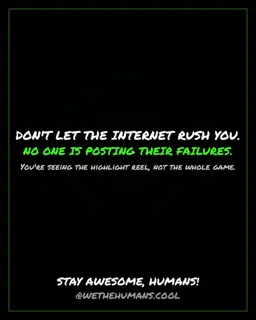 DON'T LET THE INTERNET RUSH YOU.
NO ONE IS POSTING THEIR FAILURES.
YOU'RE SEEING THE HIGHLIGHT REEL, NOT THE WHOLE GAME.
STAY AWESOME, HUMANS!
@WETHEHUMANS.COOL